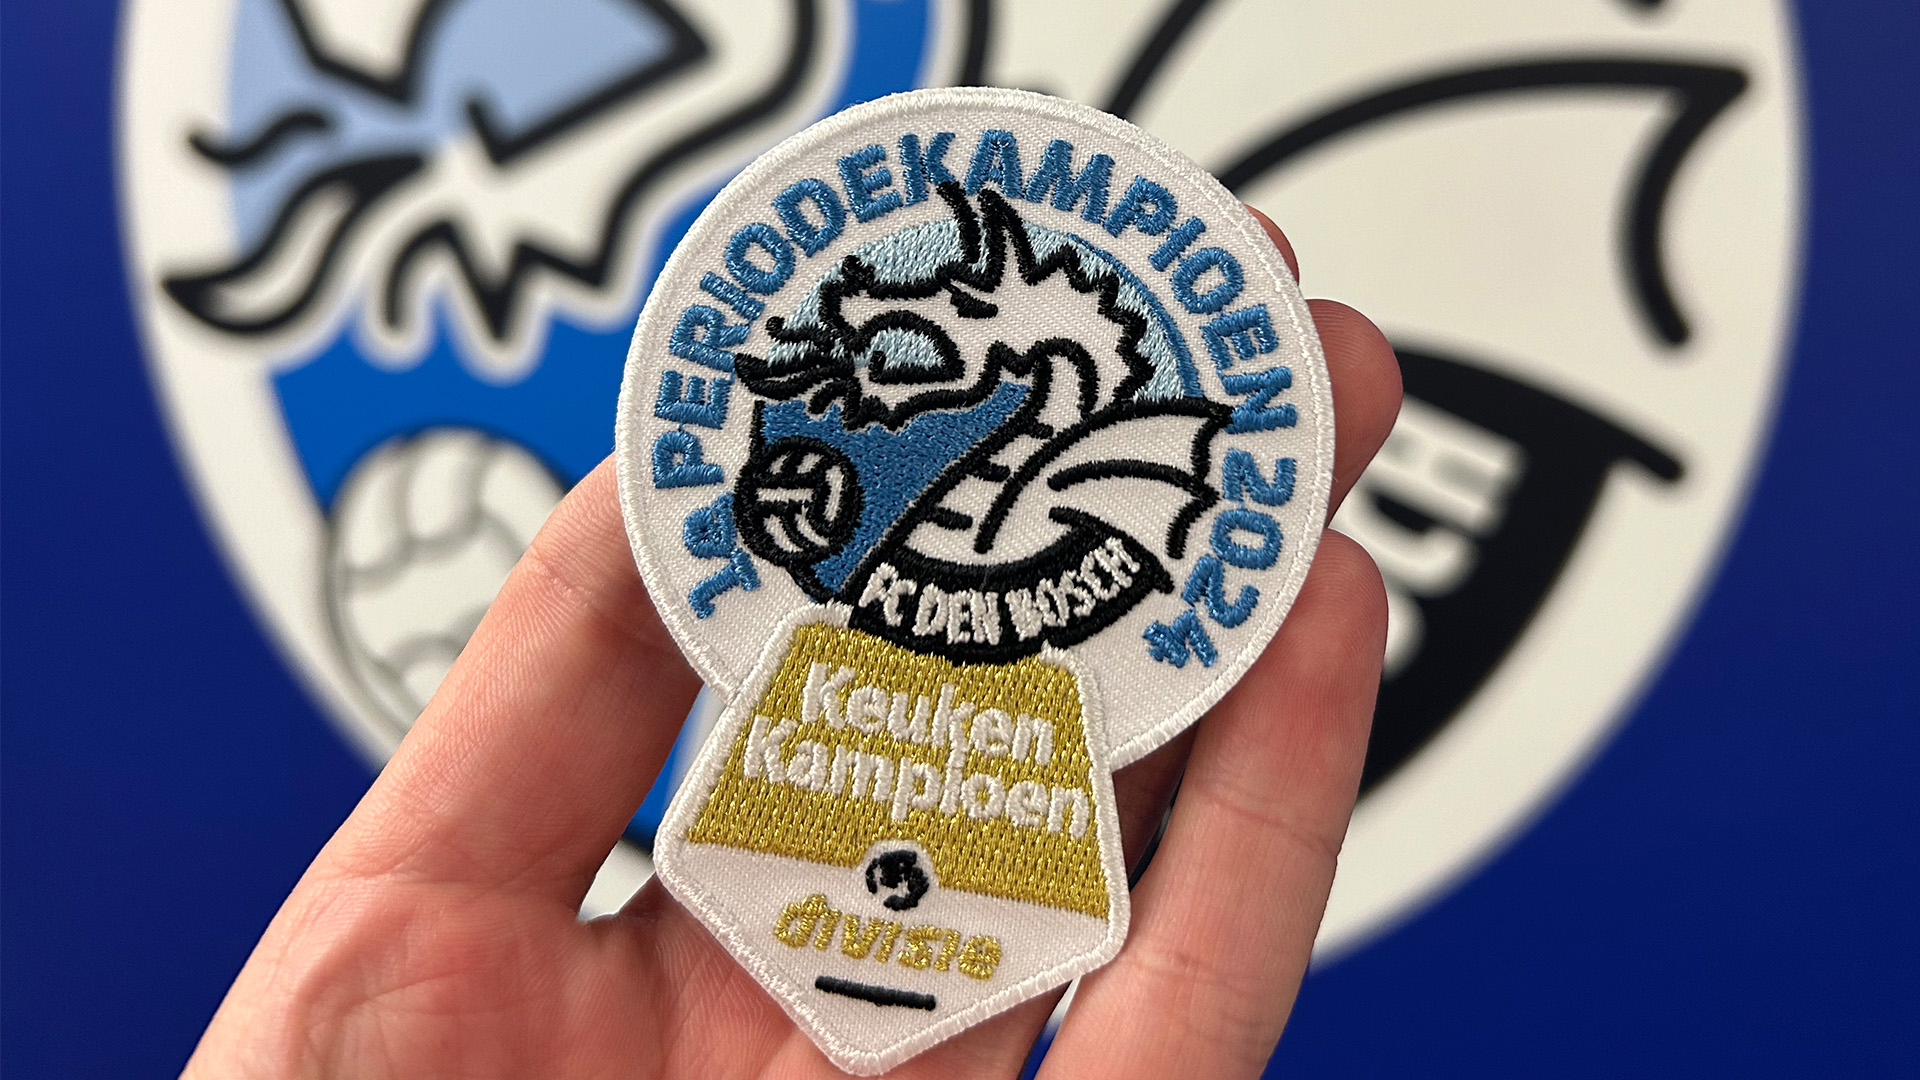 1e PERIODEKAMPIOEN 2024
FC DEN BOSCH
Keuken
Kampioen
divisie